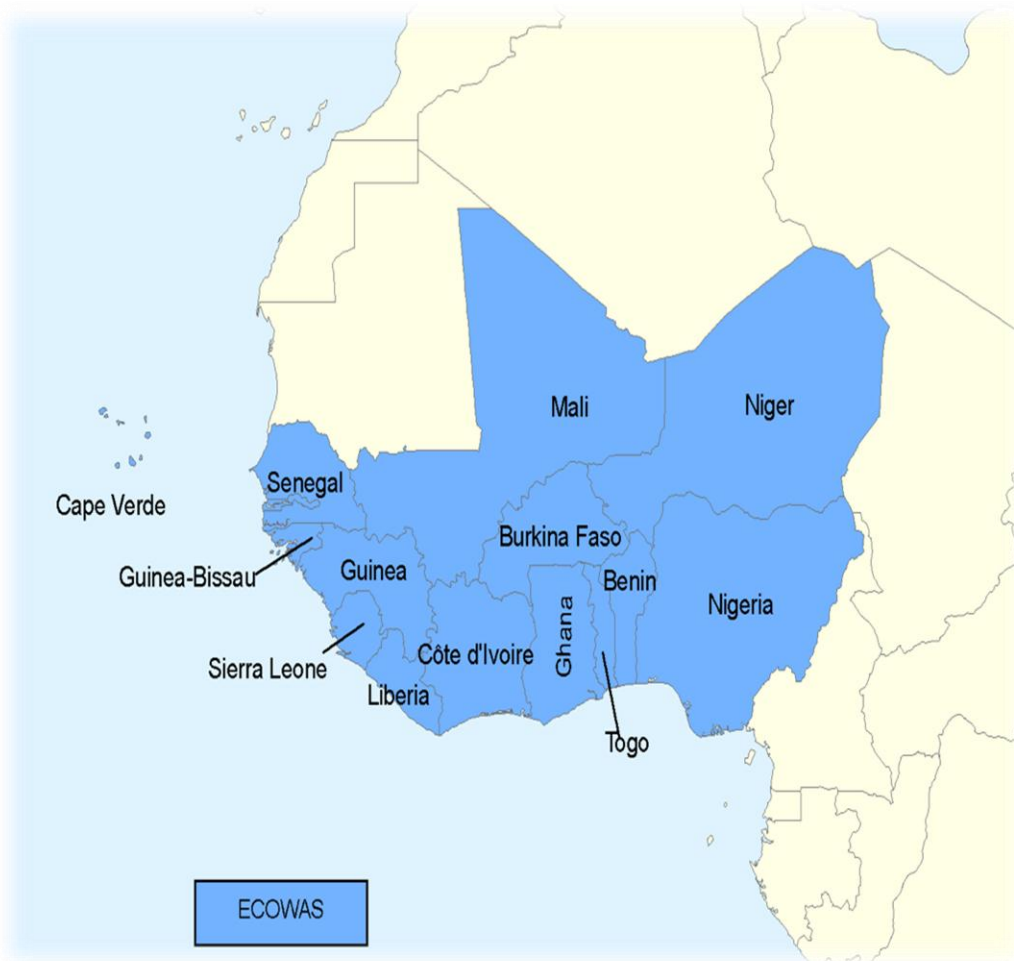 Mali
Niger
Senegal
Cape Verde
Burkina Faso
Guinea-Bissau
Guinea
Benin
Nigeria
Ghana
Sierra Leone
Côte d'Ivoire
Liberia
Togo
ECOWAS